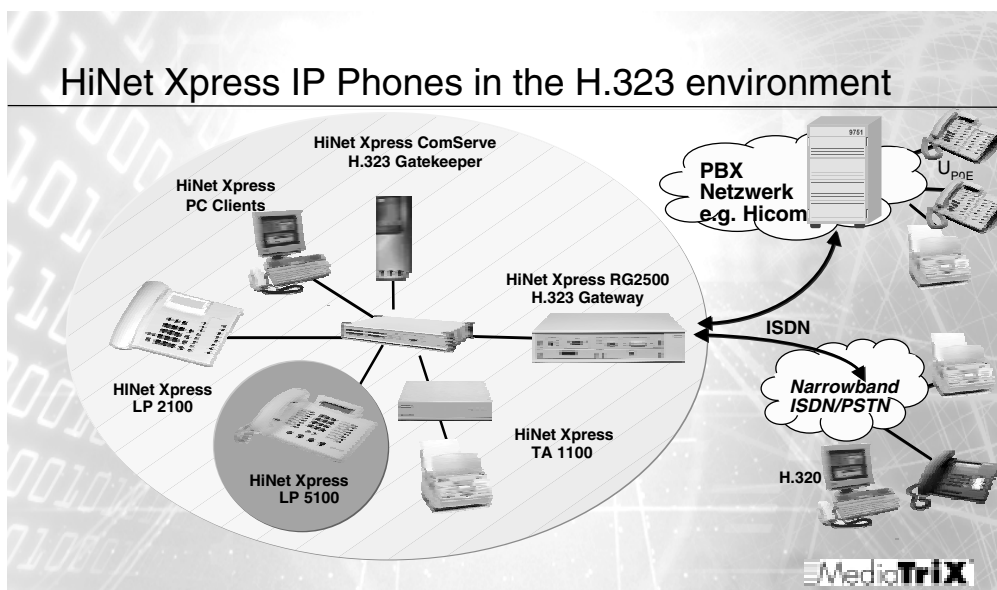 HiNet Xpress IP Phones in the H.323 environment
HiNet Xpress ComServe
H.323 Gatekeeper
HiNet Xpress
PC Clients
9751
PBX
Netzwerk
e.g. Hicom
UP0E
HiNet Xpress RG2500
H.323 Gateway
ISDN
HINet Xpress
LP 2100
Narrowband
ISDN/PSTN
HiNet Xpress
TA 1100
HiNet Xpress
LP 5100
H.320
MediaTriX